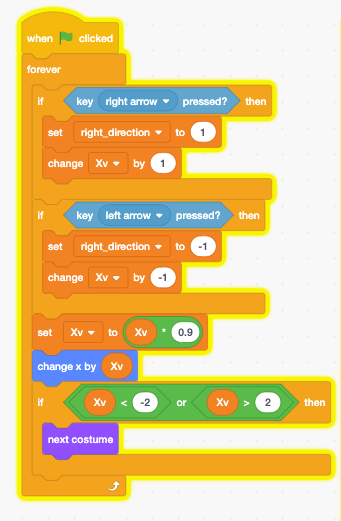 when clicked
forever
if key right arrow pressed? then
set right_direction to 1
change Xv by 1
if key left arrow pressed? then
set right_direction to -1
change Xv by -1
set Xv to Xv * 0.9
change x by Xv
if Xv < -2 or Xv > 2 then
next costume